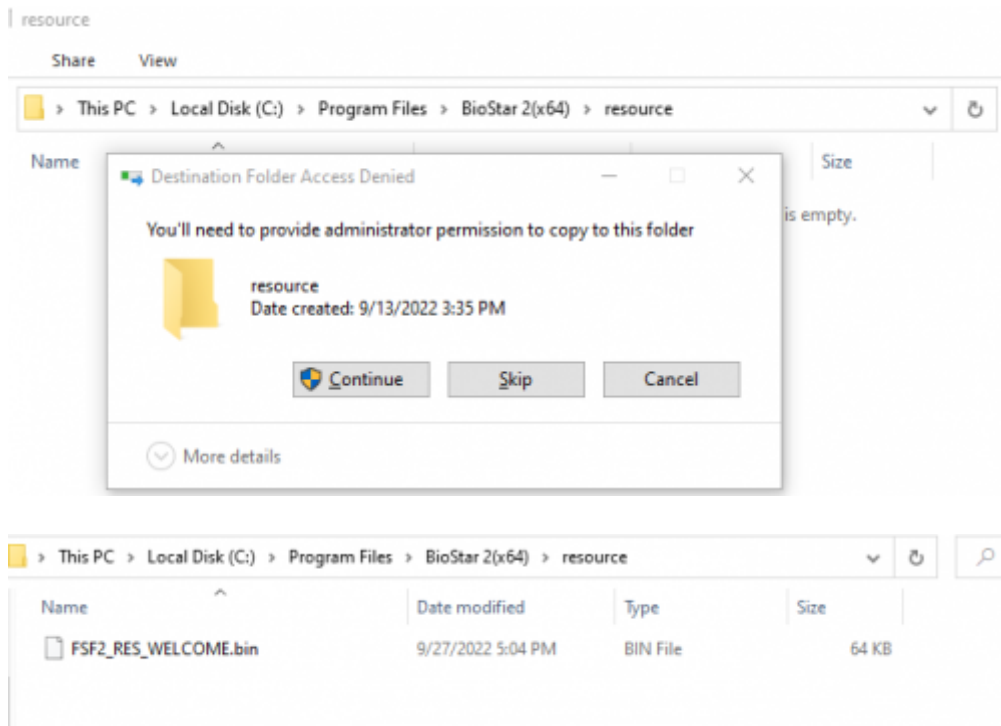 resource
Share View
> This PC > Local Disk (C:) > Program Files > BioStar 2(x64) > resource
Name Size
Destination Folder Access Denied
is empty.
You'll need to provide administrator permission to copy to this folder
resource
Date created: 9/13/2022 3:35 PM
Continue Skip Cancel
More details
> This PC > Local Disk (C:) > Program Files > BioStar 2(x64) > resource
Name Date modified Type Size
FSF2_RES_WELCOME.bin 9/27/2022 5:04 PM BIN File 64 KB